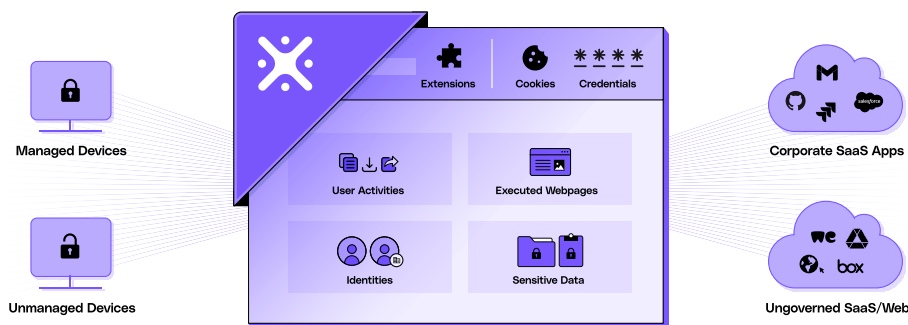 Extensions
Cookies
Credentials
Managed Devices
User Activities
Executed Webpages
salesforce
Corporate SaaS Apps
we
box
Identities
Sensitive Data
Unmanaged Devices
Ungoverned SaaS/Web